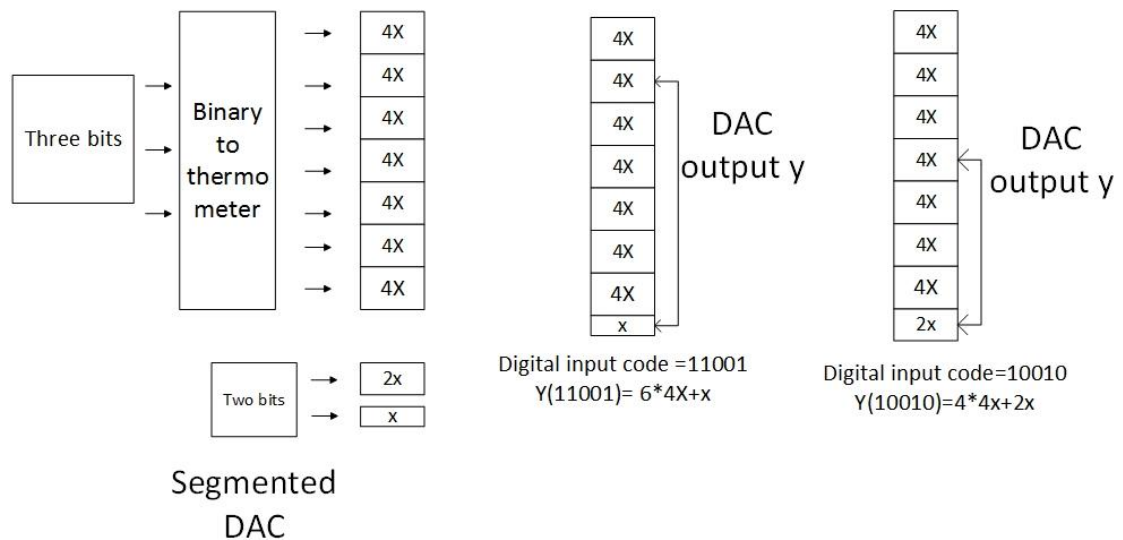 Three bits
Binary
to
thermo
meter
4X
4X
4X
4X
4X
4X
4X
Two bits
2x
x
Segmented
DAC
4X
4X
4X
4X
4X
4X
4X
x
DAC
output y
Digital input code =11001
Y(11001)= 6*4X+x
4X
4X
4X
4X
4X
4X
4X
2x
DAC
output y
Digital input code=10010
Y(10010)=4*4x+2x